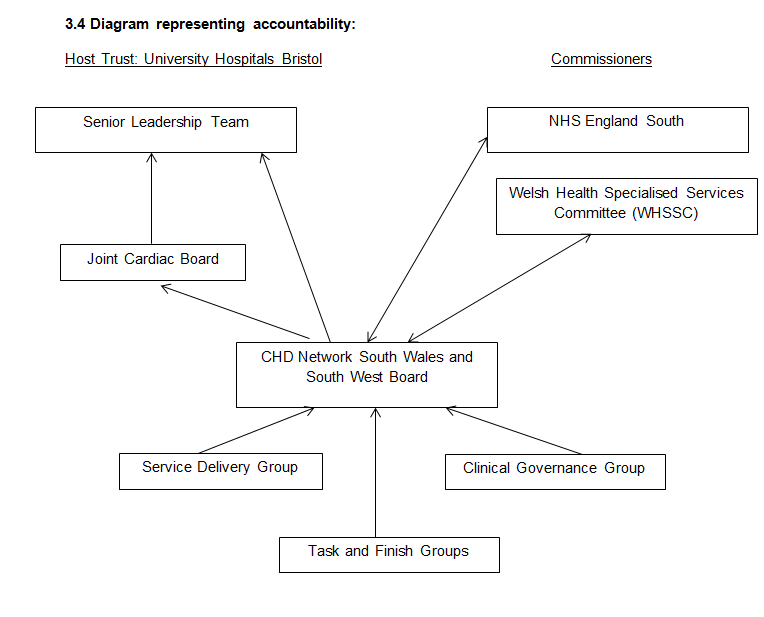 3.4 Diagram representing accountability:
Host Trust: University Hospitals Bristol
Commissioners
Senior Leadership Team
NHS England South
Welsh Health Specialised Services
Committee (WHSSC)
Joint Cardiac Board
CHD Network South Wales and
South West Board
Service Delivery Group
Clinical Governance Group
Task and Finish Groups